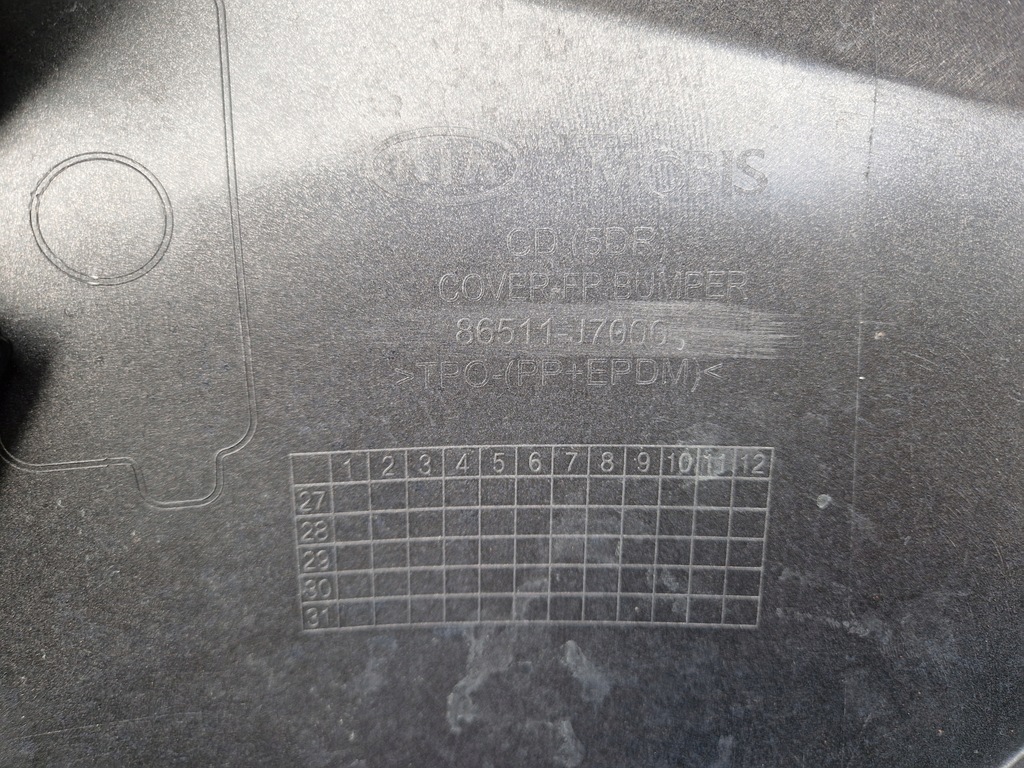 KIA MOBIS
CD (5DR)
COVER-FR BUMPER
86511-J7000,
>TPO-(PP+EPDM)<
1 2 3 4 5 6 7 8 9 10 11 12
27
28
29
30
31